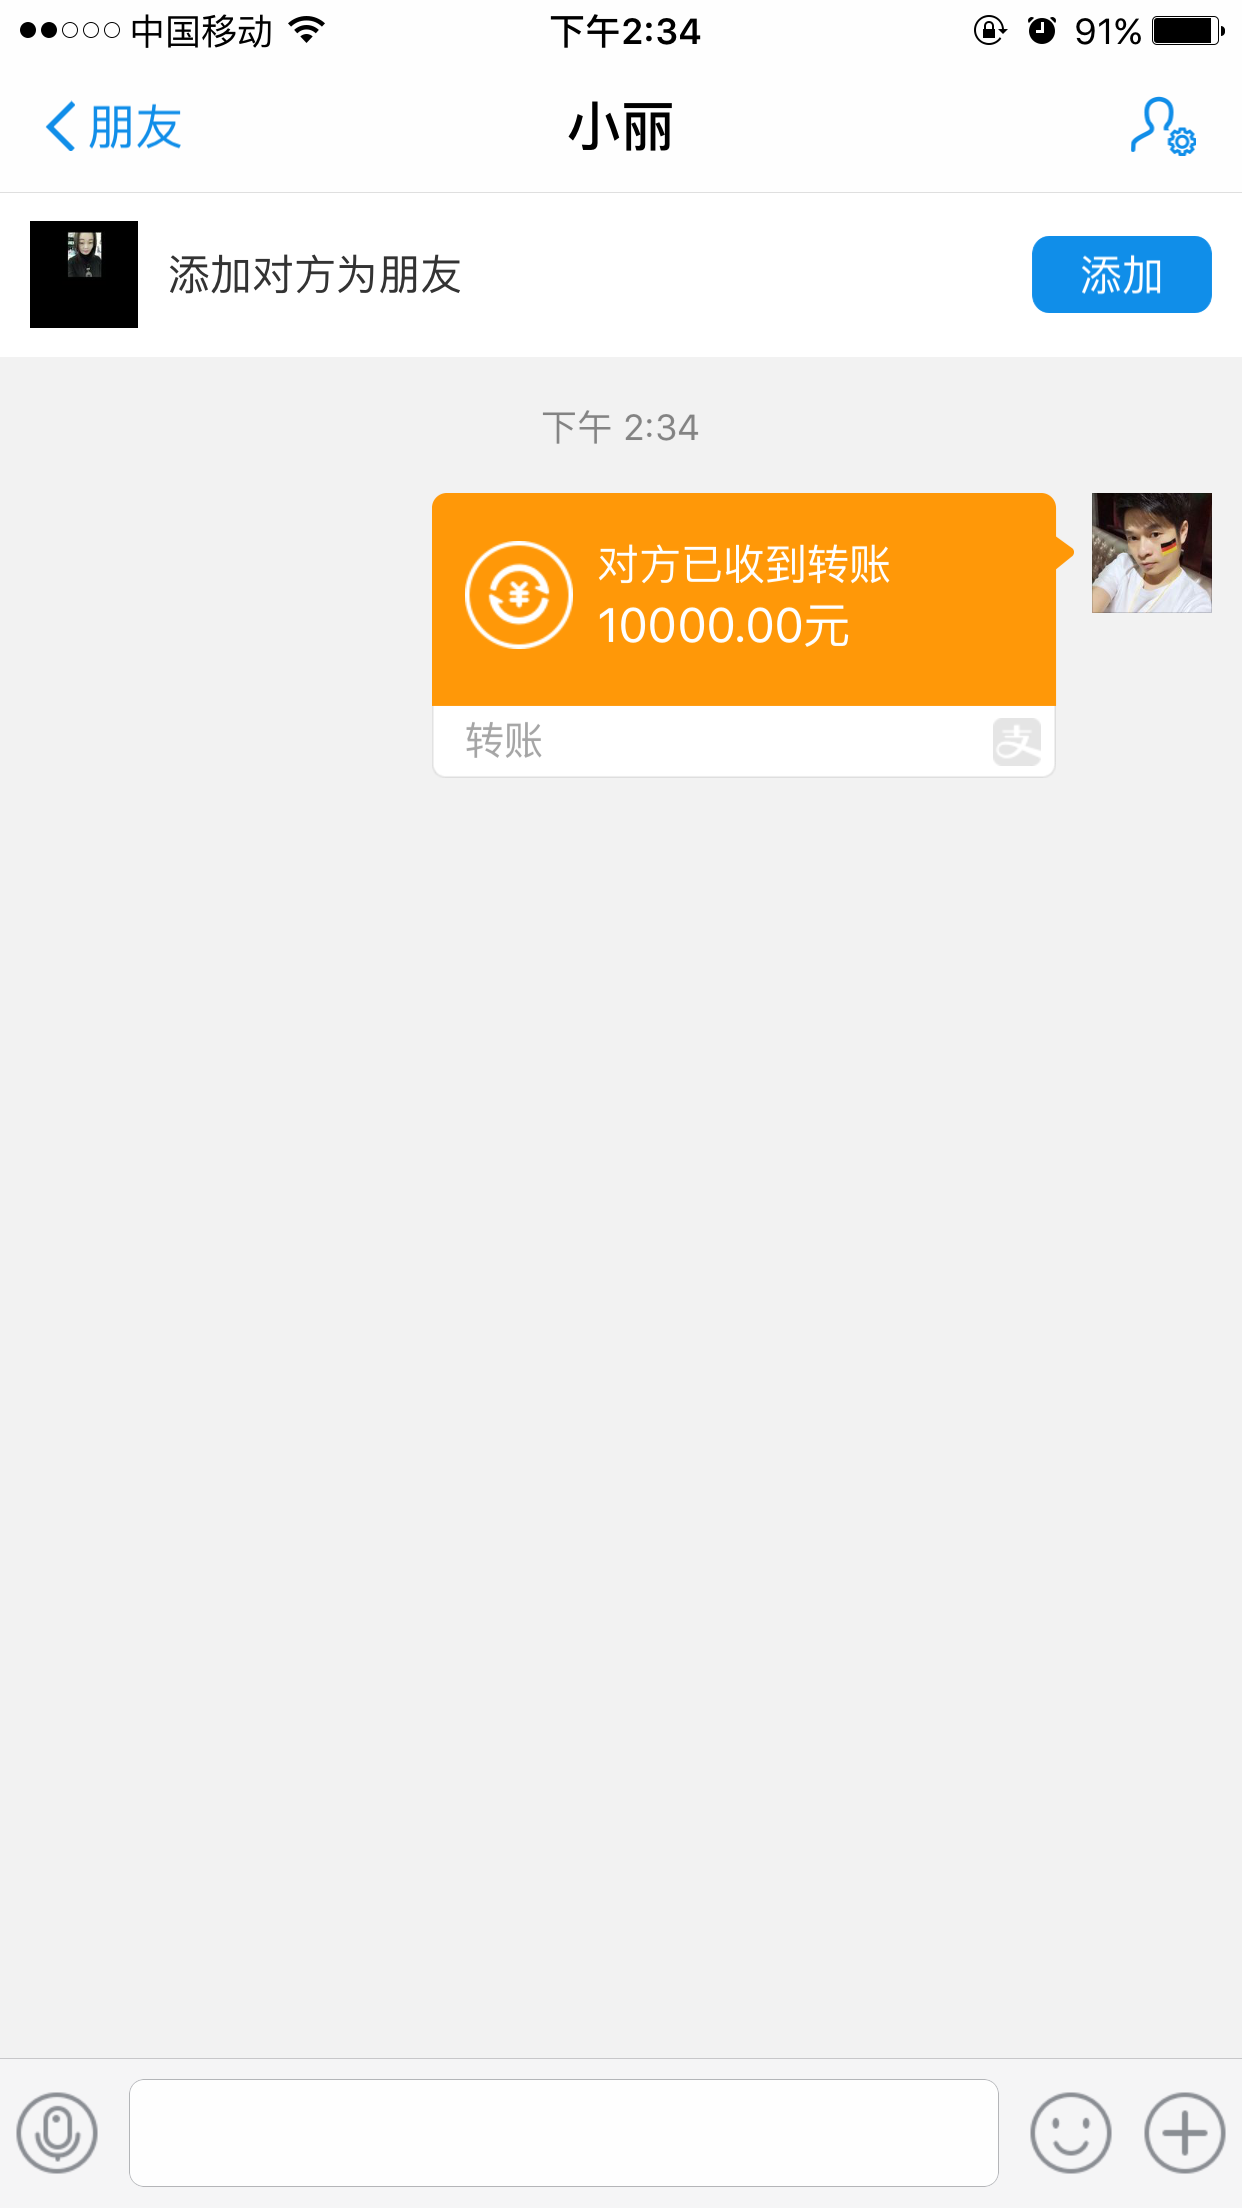 中国移动
下午2:34
91%
朋友
小丽
添加对方为朋友
添加
下午 2:34
对方已收到转账
10000.00元
转账
支